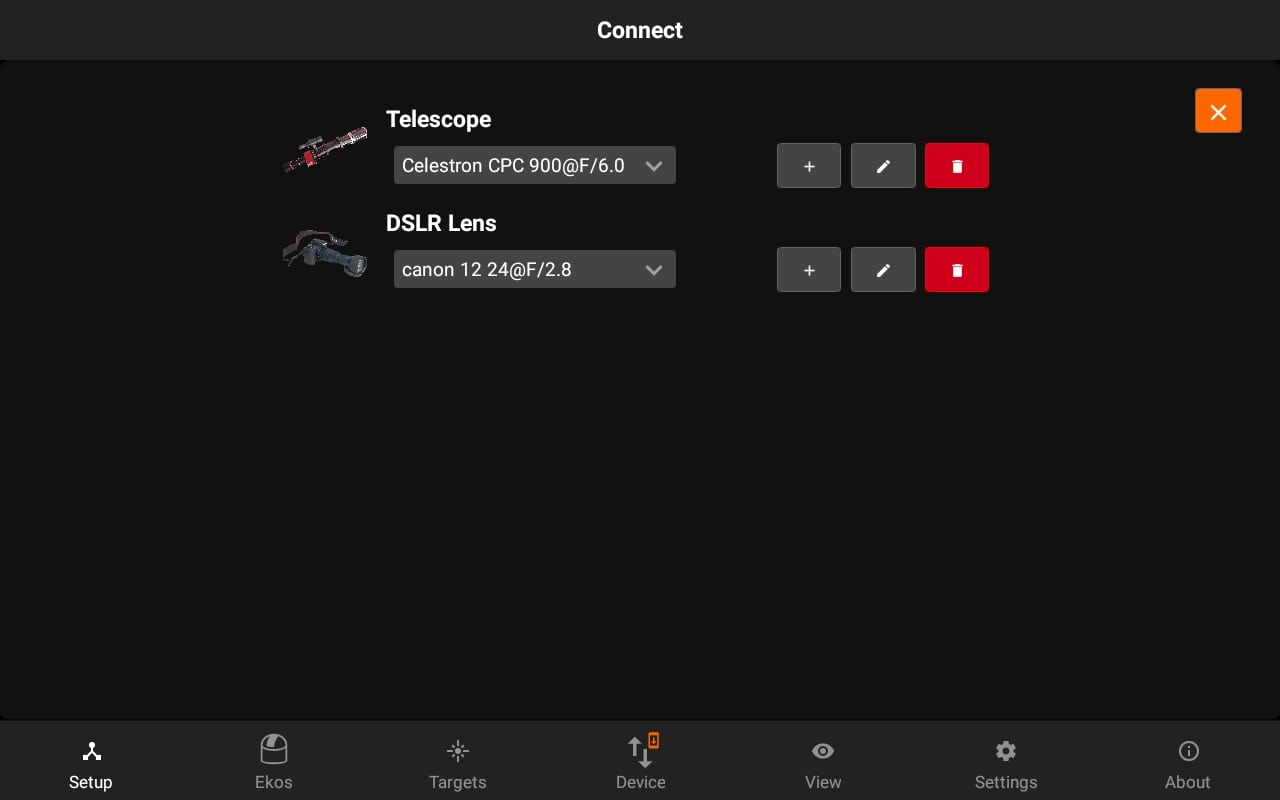 Connect
Telescope
Celestron CPC 900@F/6.0
DSLR Lens
canon 12 24@F/2.8
Setup
Ekos
Targets
Device
View
Settings
About